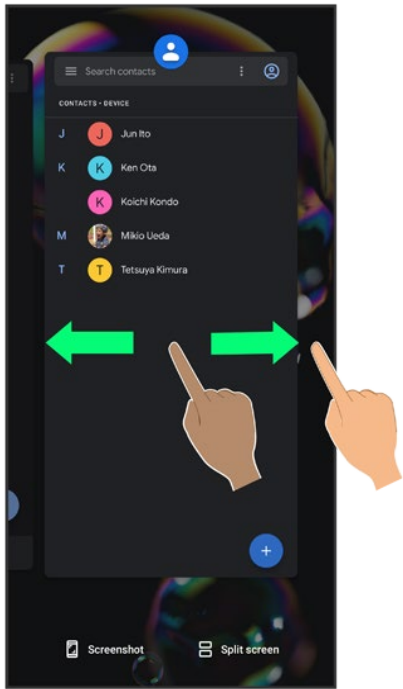 Search contacts
CONTACTS • DEVICE
J J Jun Ito
K K Ken Ota
K Koichi Kondo
M Mikio Ueda
T T Tetsuya Kimura
Screenshot Split screen